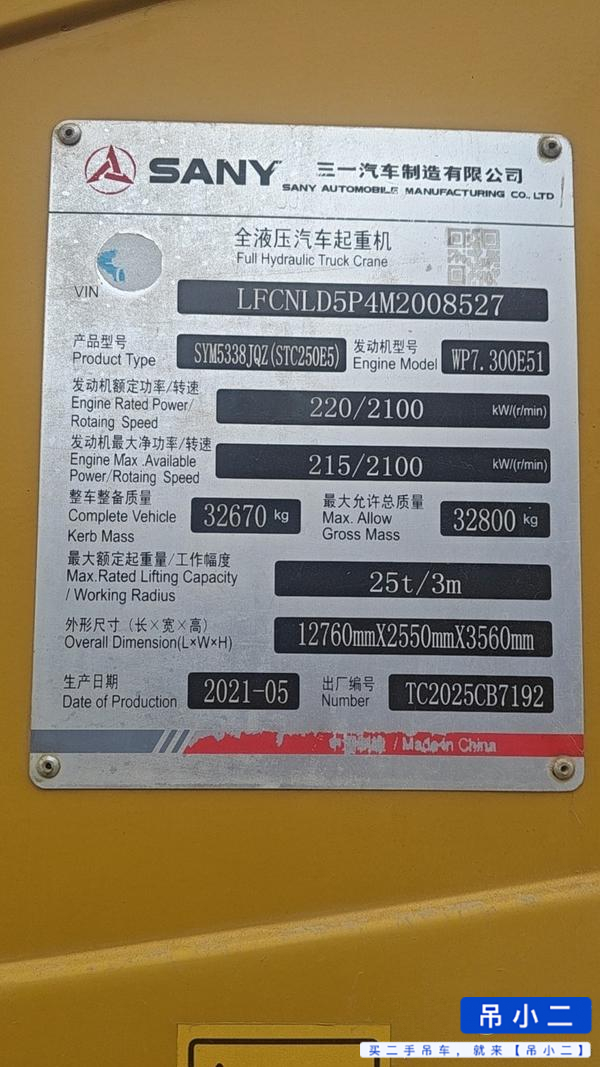 SANY 三一汽车制造有限公司
SANY AUTOMOBILE MANUFACTURING CO., LTD
全液压汽车起重机
Full Hydraulic Truck Crane
VIN LFCNLD5P4M2008527
产品型号 发动机型号
Product Type SYM5338JQZ(STC250E5) Engine Model WP7.300E51
发动机额定功率/转速
Engine Rated Power/
Rotaing Speed 220/2100 kW/(r/min)
发动机最大净功率/转速
Engine Max .Available
Power/Rotaing Speed 215/2100 kW/(r/min)
整车整备质量 最大允许总质量
Complete Vehicle 32670 kg Max. Allow 32800 kg
Kerb Mass Gross Mass
最大额定起重量/工作幅度
Max.Rated Lifting Capacity
/ Working Radius 25t/3m
外形尺寸（长×宽×高）
Overall Dimension(L×W×H) 12760mmX2550mmX3560mm
生产日期 出厂编号
Date of Production 2021-05 Number TC2025CB7192
中国制造 / Made in China
吊小二
买二手吊车，就来【吊小二】